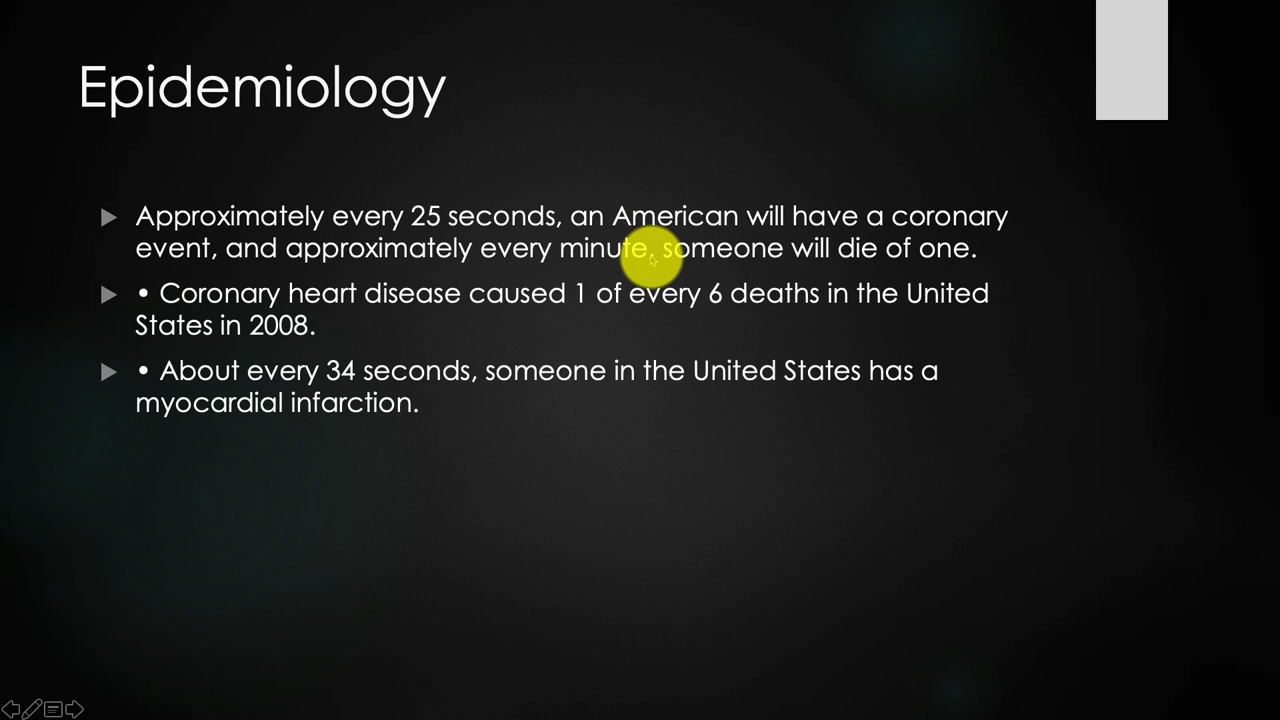 Epidemiology
Approximately every 25 seconds, an American will have a coronary
event, and approximately every minute, someone will die of one.
• Coronary heart disease caused 1 of every 6 deaths in the United
States in 2008.
• About every 34 seconds, someone in the United States has a
myocardial infarction.